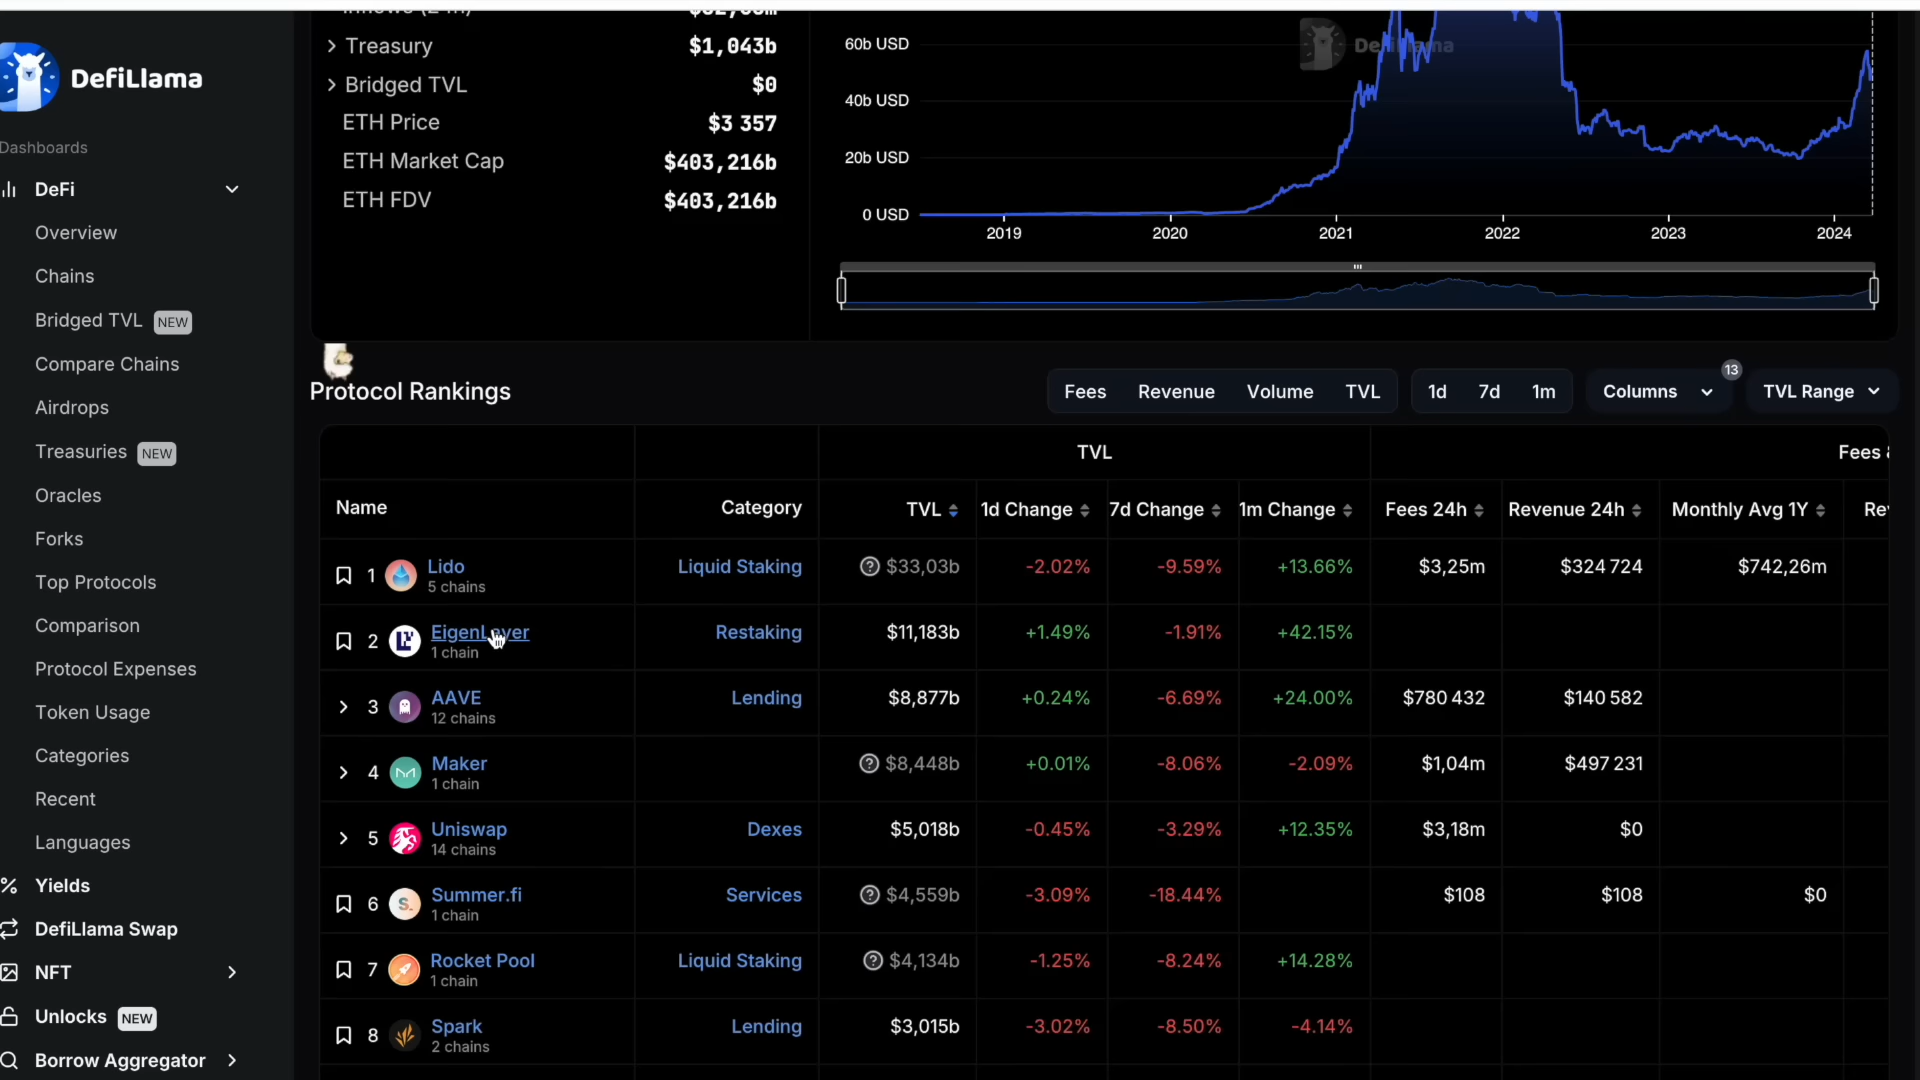 DefiLlama
Dashboards
DeFi
Overview
Chains
Bridged TVL NEW
Compare Chains
Airdrops
Treasuries NEW
Oracles
Forks
Top Protocols
Comparison
Protocol Expenses
Token Usage
Categories
Recent
Languages
Yields
DefiLlama Swap
NFT
Unlocks NEW
Borrow Aggregator
Treasury $1,043b
Bridged TVL $0
ETH Price $3 357
ETH Market Cap $403,216b
ETH FDV $403,216b
DefiLlama
60b USD
40b USD
20b USD
0 USD
2019 2020 2021 2022 2023 2024
Protocol Rankings
Fees Revenue Volume TVL
1d 7d 1m
Columns 13
TVL Range
TVL Fees
Name Category TVL 1d Change 7d Change 1m Change Fees 24h Revenue 24h Monthly Avg 1Y Re
1 Lido Liquid Staking $33,03b -2.02% -9.59% +13.66% $3,25m $324 724 $742,26m
5 chains
2 EigenLayer Restaking $11,183b +1.49% -1.91% +42.15%
1 chain
3 AAVE Lending $8,877b +0.24% -6.69% +24.00% $780 432 $140 582
12 chains
4 Maker $8,448b +0.01% -8.06% -2.09% $1,04m $497 231
1 chain
5 Uniswap Dexes $5,018b -0.45% -3.29% +12.35% $3,18m $0
14 chains
6 Summer.fi Services $4,559b -3.09% -18.44% $108 $108 $0
1 chain
7 Rocket Pool Liquid Staking $4,134b -1.25% -8.24% +14.28%
1 chain
8 Spark Lending $3,015b -3.02% -8.50% -4.14%
2 chains